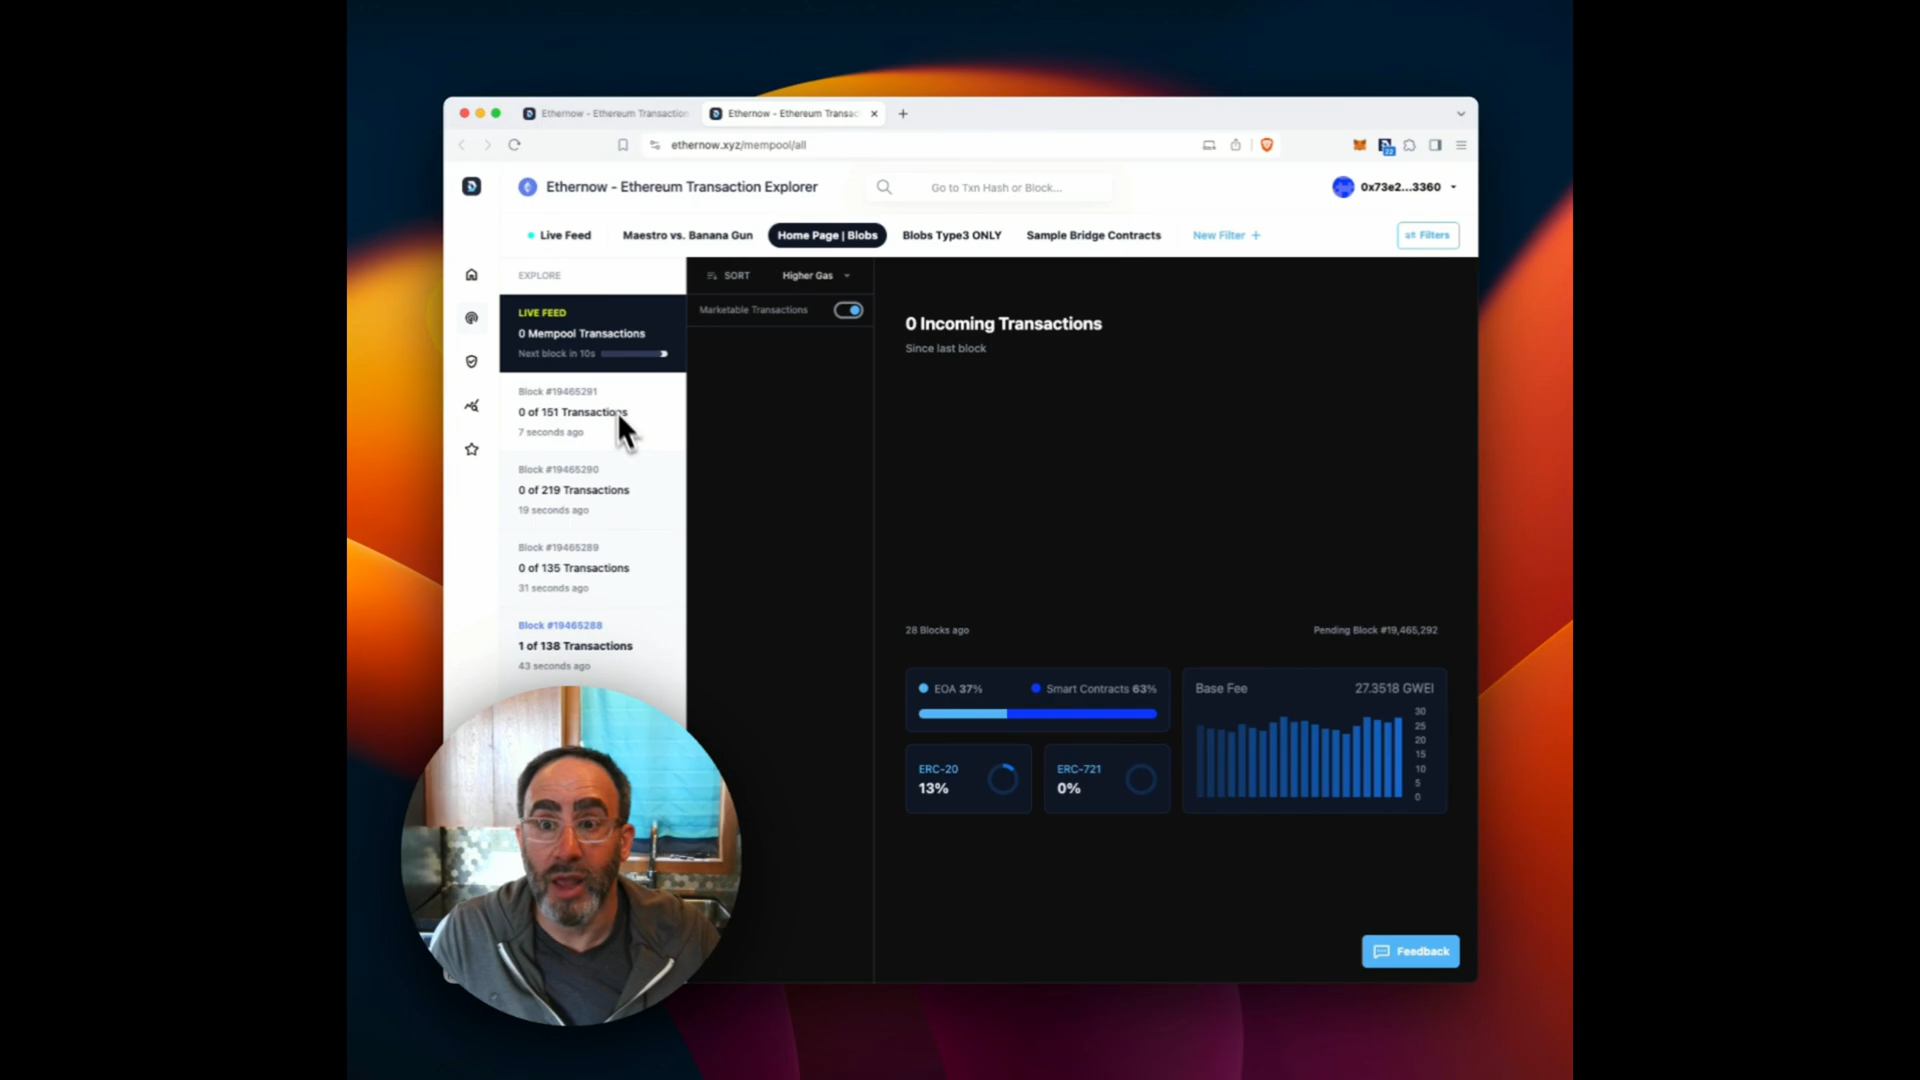 Ethernow - Ethereum Transaction
Ethernow - Ethereum Transac
ethernow.xyz/mempool/all
22
Ethernow - Ethereum Transaction Explorer
Go to Txn Hash or Block...
0x73e2...3360
Live Feed
Maestro vs. Banana Gun
Home Page | Blobs
Blobs Type3 ONLY
Sample Bridge Contracts
New Filter +
Filters
EXPLORE
SORT
Higher Gas
LIVE FEED
0 Mempool Transactions
Next block in 10s
Marketable Transactions
0 Incoming Transactions
Since last block
Block #19465291
0 of 151 Transactions
7 seconds ago
Block #19465290
0 of 219 Transactions
19 seconds ago
Block #19465289
0 of 135 Transactions
31 seconds ago
Block #19465288
1 of 138 Transactions
43 seconds ago
28 Blocks ago
Pending Block #19,465,292
EOA 37%
Smart Contracts 63%
Base Fee
27.3518 GWEI
30
25
20
15
10
5
0
ERC-20
13%
ERC-721
0%
Feedback